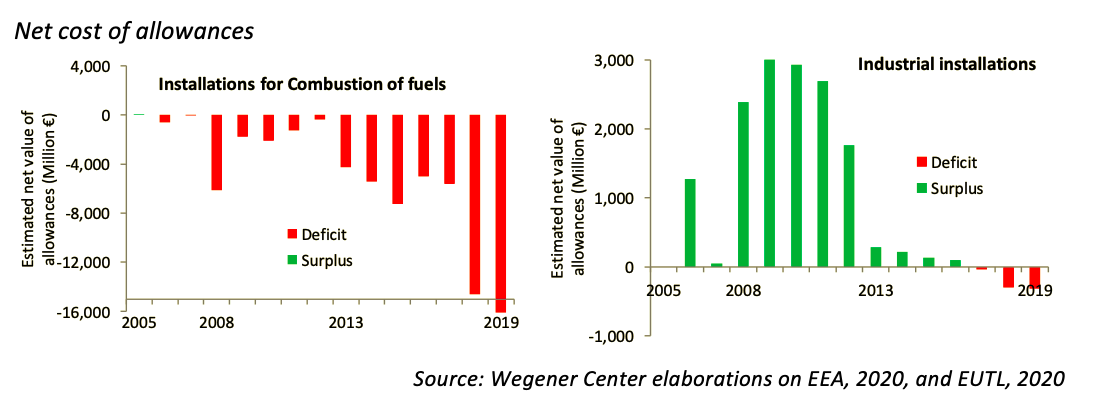 Net cost of allowances
Installations for Combustion of fuels
Estimated net value of
allowances (Million €)
4,000
0
-4,000
-8,000
-12,000
-16,000
Deficit
Surplus
2005 2008 2013 2019
Industrial installations
Estimated net value of
allowances (Million €)
3,000
2,000
1,000
0
-1,000
Deficit
Surplus
2005 2008 2013 2019
Source: Wegener Center elaborations on EEA, 2020, and EUTL, 2020